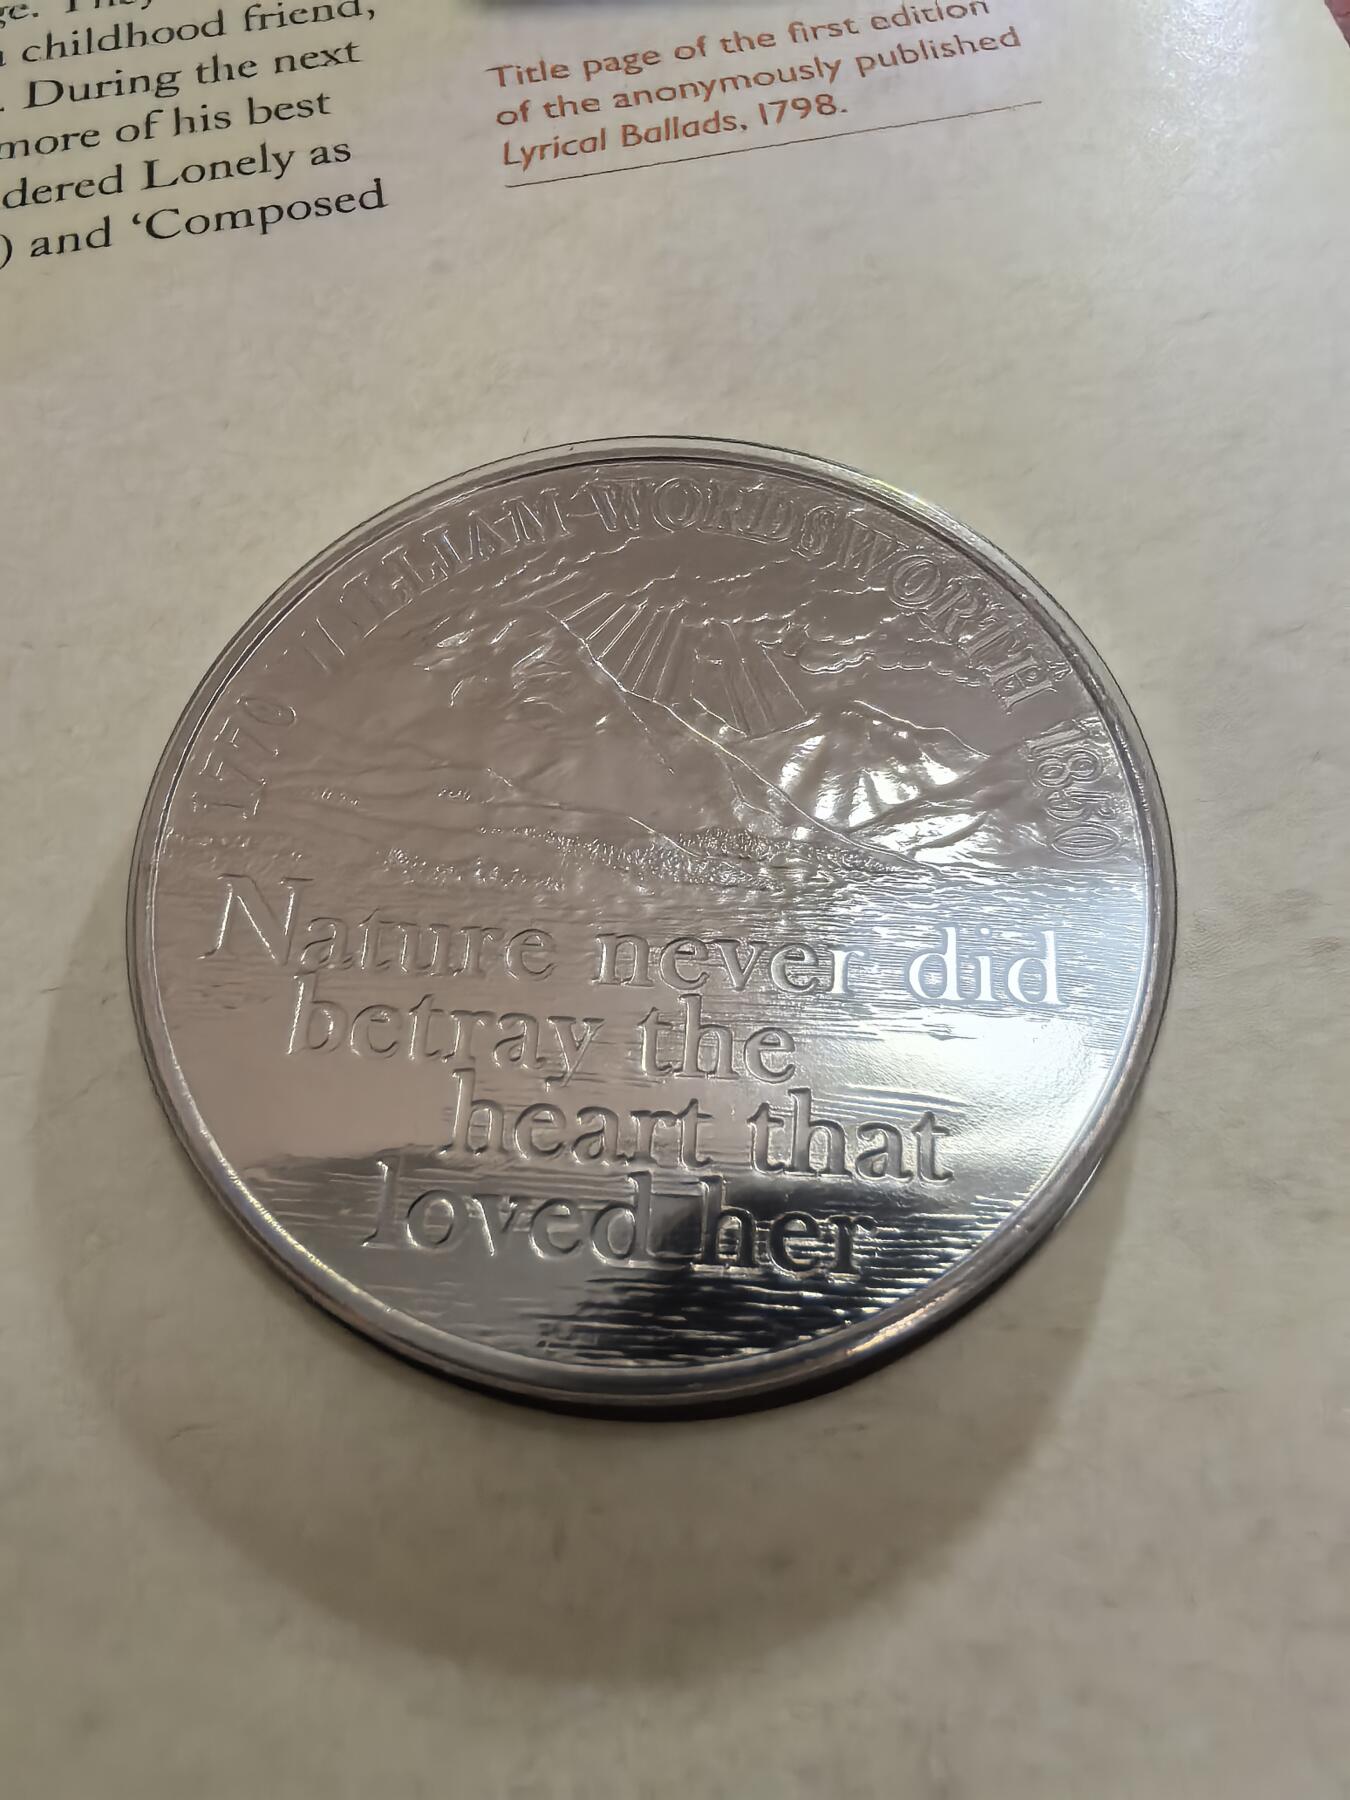 childhood friend,
. During the next
more of his best
dered Lonely as
) and ‘Composed
Title page of the first edition
of the anonymously published
Lyrical Ballads, 1798.
1770 WILLIAM WORDSWORTH 1850
Nature never did
betray the
heart that
loved her